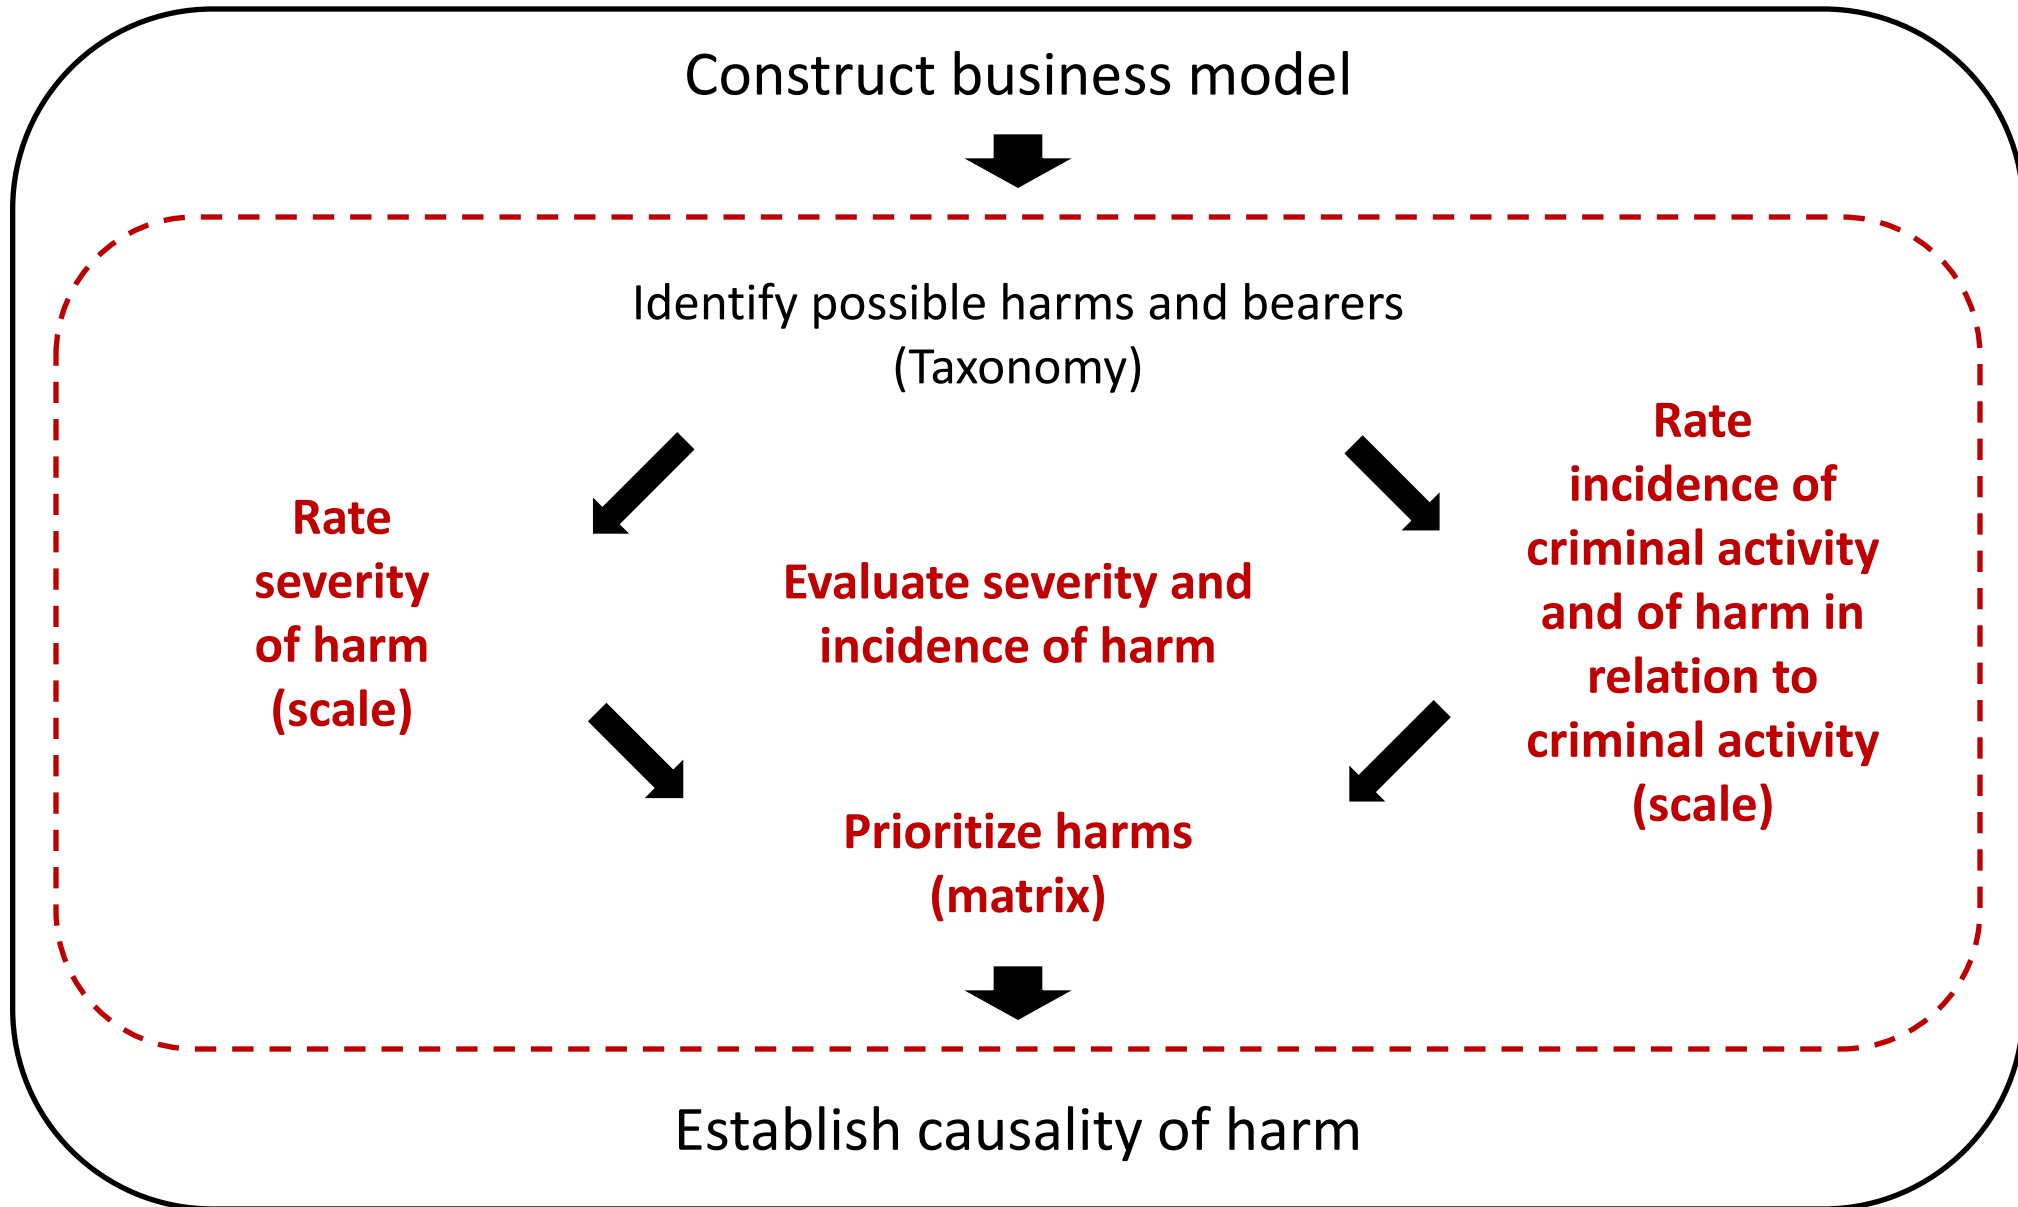 Construct business model
Identify possible harms and bearers
(Taxonomy)
Rate
severity
of harm
(scale)
Evaluate severity and
incidence of harm
Rate
incidence of
criminal activity
and of harm in
relation to
criminal activity
(scale)
Prioritize harms
(matrix)
Establish causality of harm